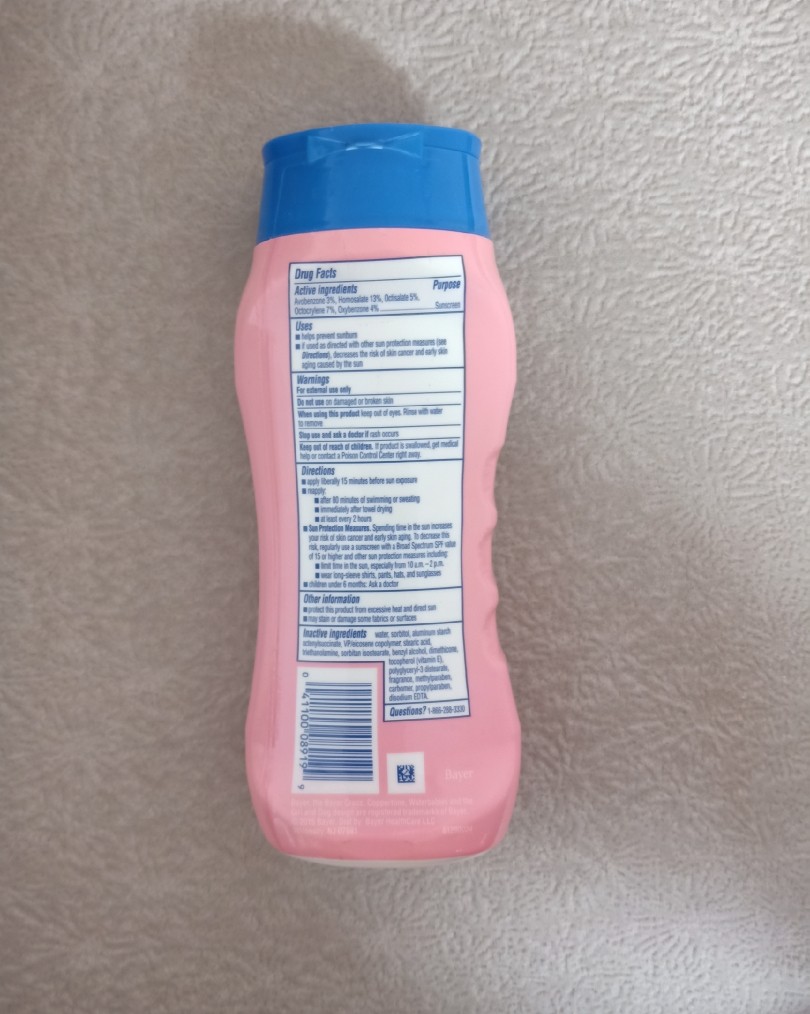 Drug Facts
Active ingredients Purpose
Avobenzone 3%, Homosalate 13%, Octisalate 5%,
Octocrylene 7%, Oxybenzone 4% Sunscreen
Uses
■ helps prevent sunburn
■ if used as directed with other sun protection measures (see
Directions), decreases the risk of skin cancer and early skin
aging caused by the sun
Warnings
For external use only
Do not use on damaged or broken skin
When using this product keep out of eyes. Rinse with water
to remove.
Stop use and ask a doctor if rash occurs
Keep out of reach of children. If product is swallowed, get medical
help or contact a Poison Control Center right away.
Directions
■ apply liberally 15 minutes before sun exposure
■ reapply:
■ after 80 minutes of swimming or sweating
■ immediately after towel drying
■ at least every 2 hours
■ Sun Protection Measures. Spending time in the sun increases
your risk of skin cancer and early skin aging. To decrease this
risk, regularly use a sunscreen with a Broad Spectrum SPF value
of 15 or higher and other sun protection measures including:
■ limit time in the sun, especially from 10 a.m. – 2 p.m.
■ wear long-sleeve shirts, pants, hats, and sunglasses
■ children under 6 months: Ask a doctor
Other information
■ protect this product from excessive heat and direct sun
■ may stain or damage some fabrics or surfaces
Inactive ingredients water, sorbitol, aluminum starch
octenylsuccinate, VP/eicosene copolymer, stearic acid,
triethanolamine, sorbitan isostearate, benzyl alcohol, dimethicone,
tocopherol (vitamin E),
polyglyceryl-3 distearate,
fragrance, methylparaben,
carbomer, propylparaben,
disodium EDTA.
Questions? 1-866-288-3330
0 41100 08919 9
Bayer